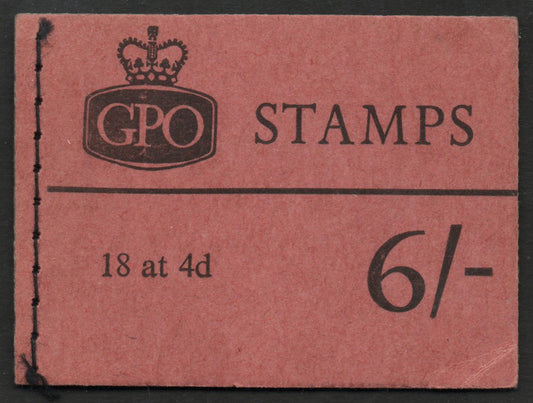 GPO
STAMPS
18 at 4d
6/-